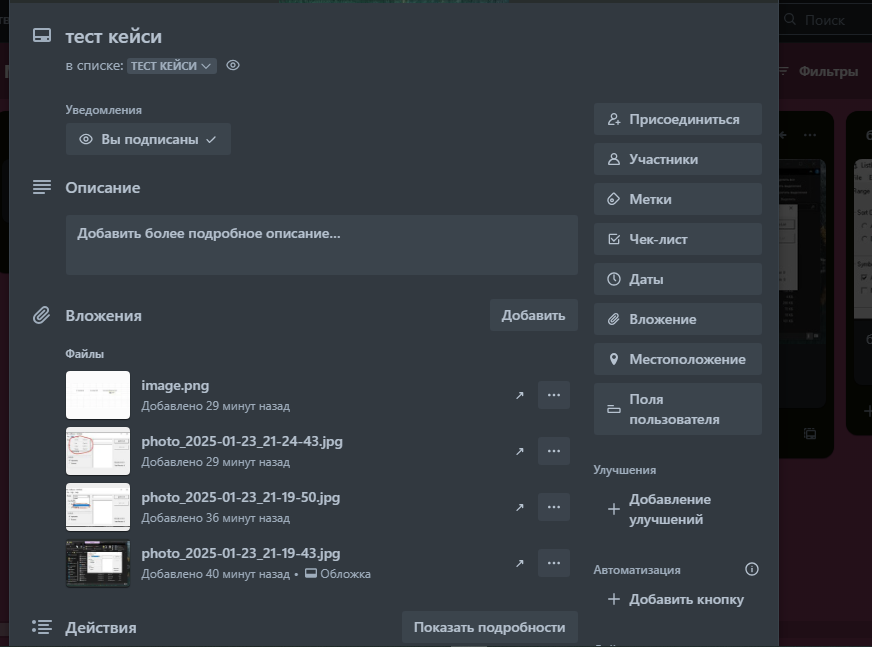 Поиск
тест кейси
в списке: ТЕСТ КЕЙСИ
Фильтры
Уведомления
Вы подписаны
Присоединиться
Участники
Описание
Метки
Добавить более подробное описание...
Чек-лист
Даты
Вложения
Добавить
Вложение
Файлы
Местоположение
image.png
Добавлено 29 минут назад
Поля
пользователя
photo_2025-01-23_21-24-43.jpg
Добавлено 29 минут назад
Улучшения
photo_2025-01-23_21-19-50.jpg
Добавлено 36 минут назад
Добавление
улучшений
photo_2025-01-23_21-19-43.jpg
Добавлено 40 минут назад • Обложка
Автоматизация
Добавить кнопку
Действия
Показать подробности